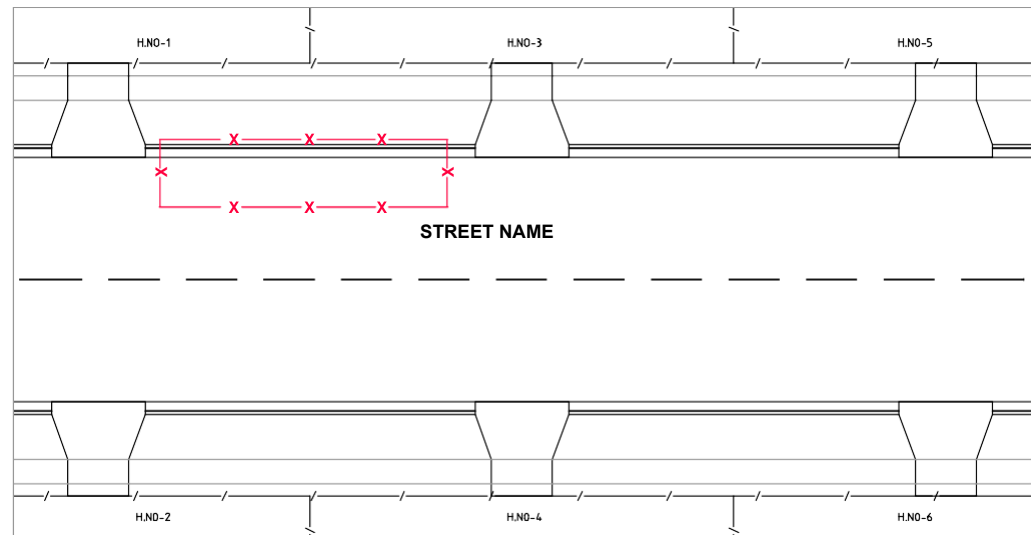 H.NO-1 H.NO-3 H.NO-5
X X X
X X
X X X
STREET NAME
H.NO-2 H.NO-4 H.NO-6